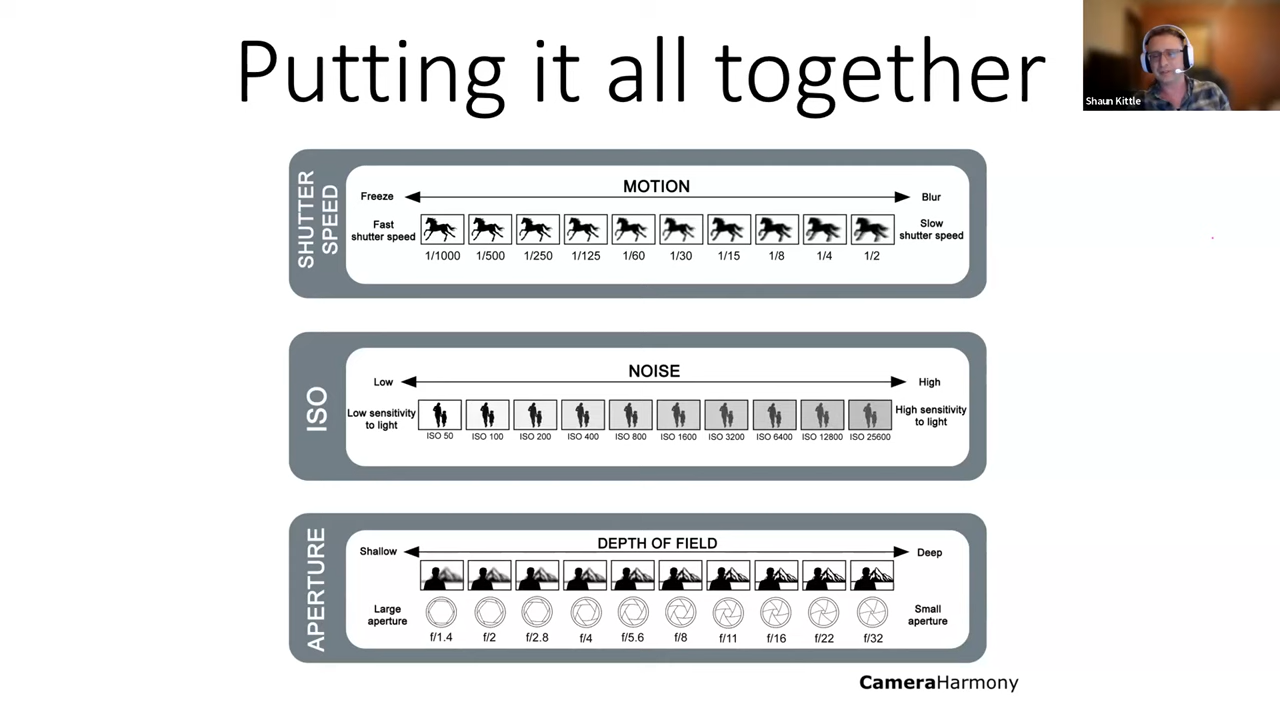 Putting it all together
Shaun Kittle
SHUTTER
SPEED
MOTION
Freeze
Blur
Fast
shutter speed
Slow
shutter speed
1/1000 1/500 1/250 1/125 1/60 1/30 1/15 1/8 1/4 1/2
ISO
NOISE
Low
High
Low sensitivity
to light
High sensitivity
to light
ISO 50 ISO 100 ISO 200 ISO 400 ISO 800 ISO 1600 ISO 3200 ISO 6400 ISO 12800 ISO 25600
APERTURE
DEPTH OF FIELD
Shallow
Deep
Large
aperture
Small
aperture
f/1.4 f/2 f/2.8 f/4 f/5.6 f/8 f/11 f/16 f/22 f/32
CameraHarmony